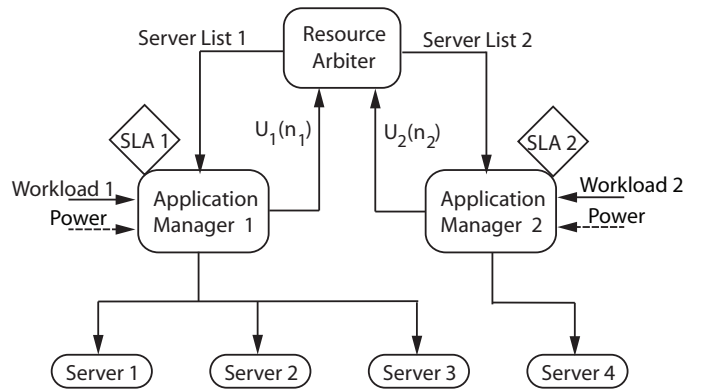 Resource
Arbiter
Server List 1
Server List 2
U1(n1)
U2(n2)
SLA 1
SLA 2
Workload 1
Power
Application
Manager 1
Application
Manager 2
Workload 2
Power
Server 1
Server 2
Server 3
Server 4